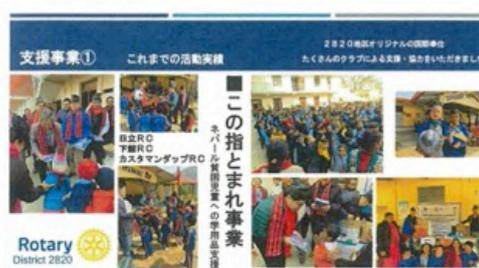 支援事業①
これまでの活動実績
2820地区オリジナルの国際奉仕
たくさんのクラブによる支援・協力をいただきました
日立RC
下館RC
カスタマンダップRC
■この指とまれ事業
ネパール貧困児童への学用品支援
Rotary
District 2820